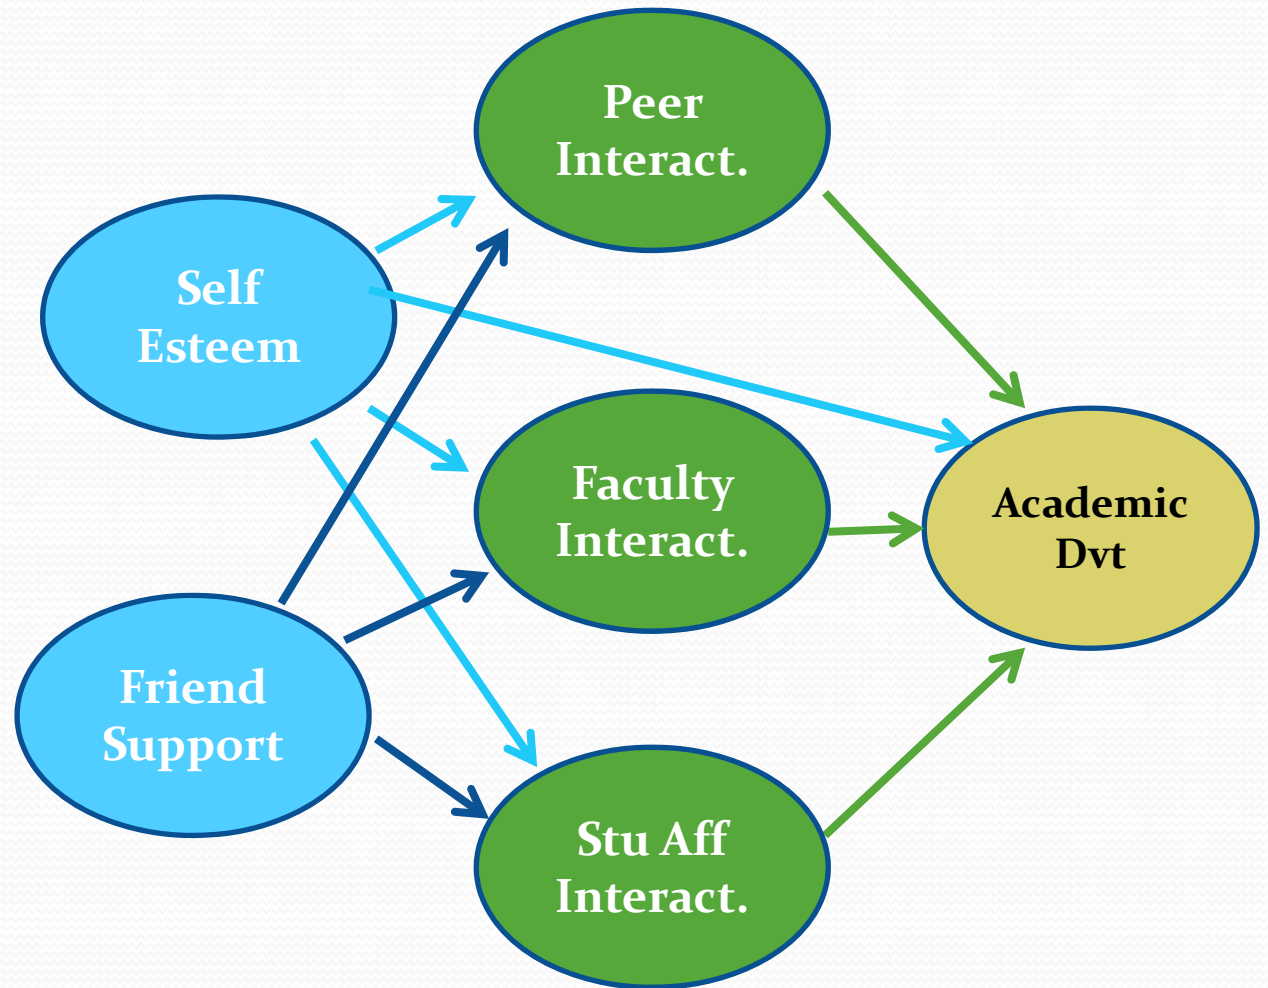 Peer
Interact.
Self
Esteem
Faculty
Interact.
Academic
Dvt
Friend
Support
Stu Aff
Interact.